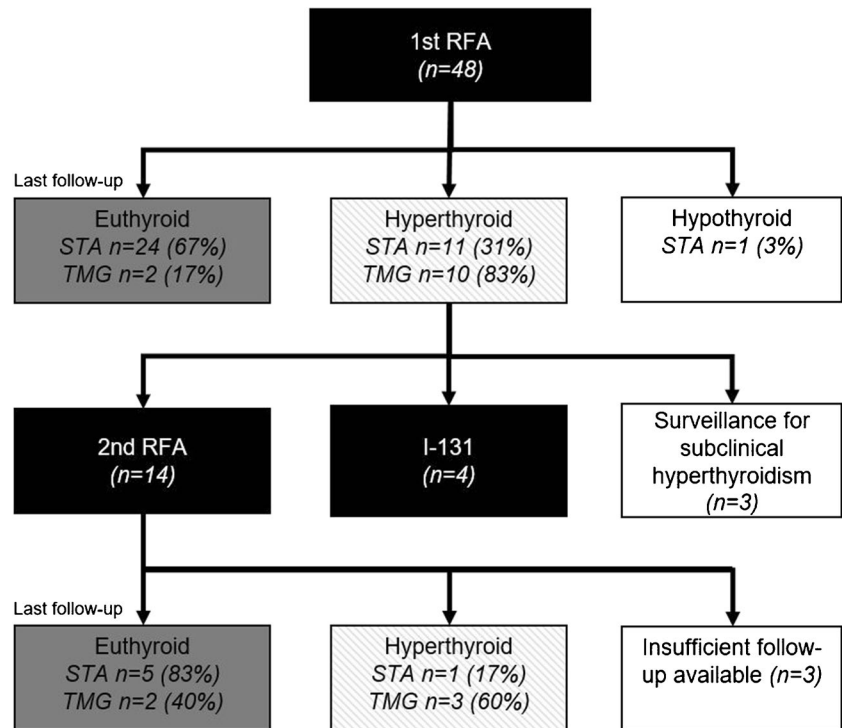 1st RFA
(n=48)
Last follow-up
Euthyroid
STA n=24 (67%)
TMG n=2 (17%)
Hyperthyroid
STA n=11 (31%)
TMG n=10 (83%)
Hypothyroid
STA n=1 (3%)
2nd RFA
(n=14)
I-131
(n=4)
Surveillance for
subclinical
hyperthyroidism
(n=3)
Last follow-up
Euthyroid
STA n=5 (83%)
TMG n=2 (40%)
Hyperthyroid
STA n=1 (17%)
TMG n=3 (60%)
Insufficient follow-
up available (n=3)